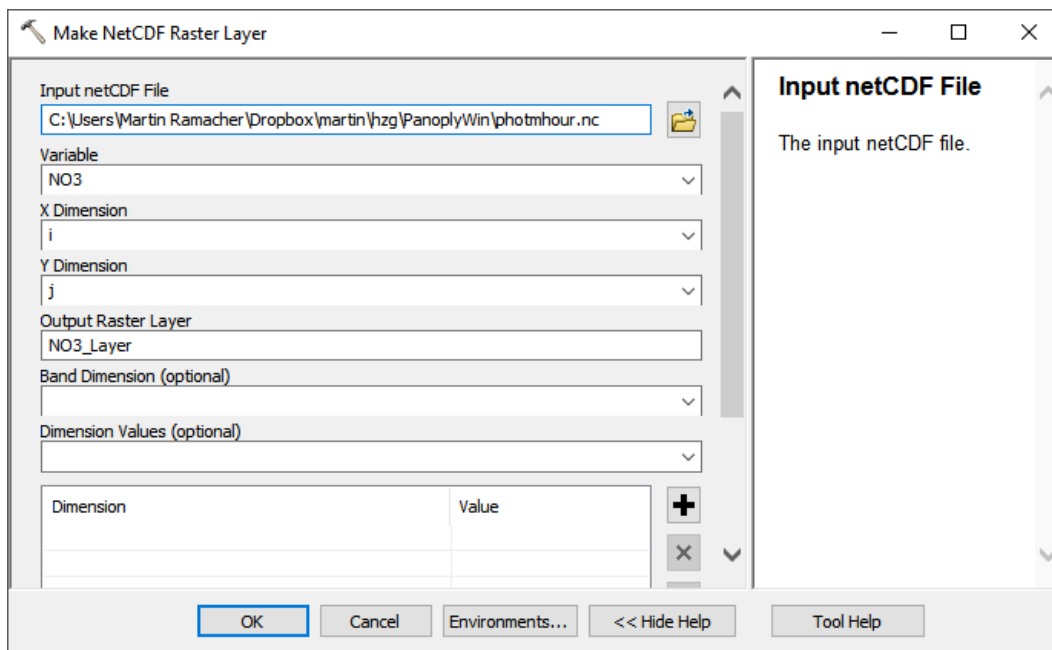 Make NetCDF Raster Layer
Input netCDF File
C:\Users\Martin Ramacher\Dropbox\martin\hzg\PanoplyWin\photmhour.nc
Variable
NO3
X Dimension
i
Y Dimension
j
Output Raster Layer
NO3_Layer
Band Dimension (optional)
Dimension Values (optional)
Dimension Value
Input netCDF File
The input netCDF file.
OK Cancel Environments... << Hide Help Tool Help